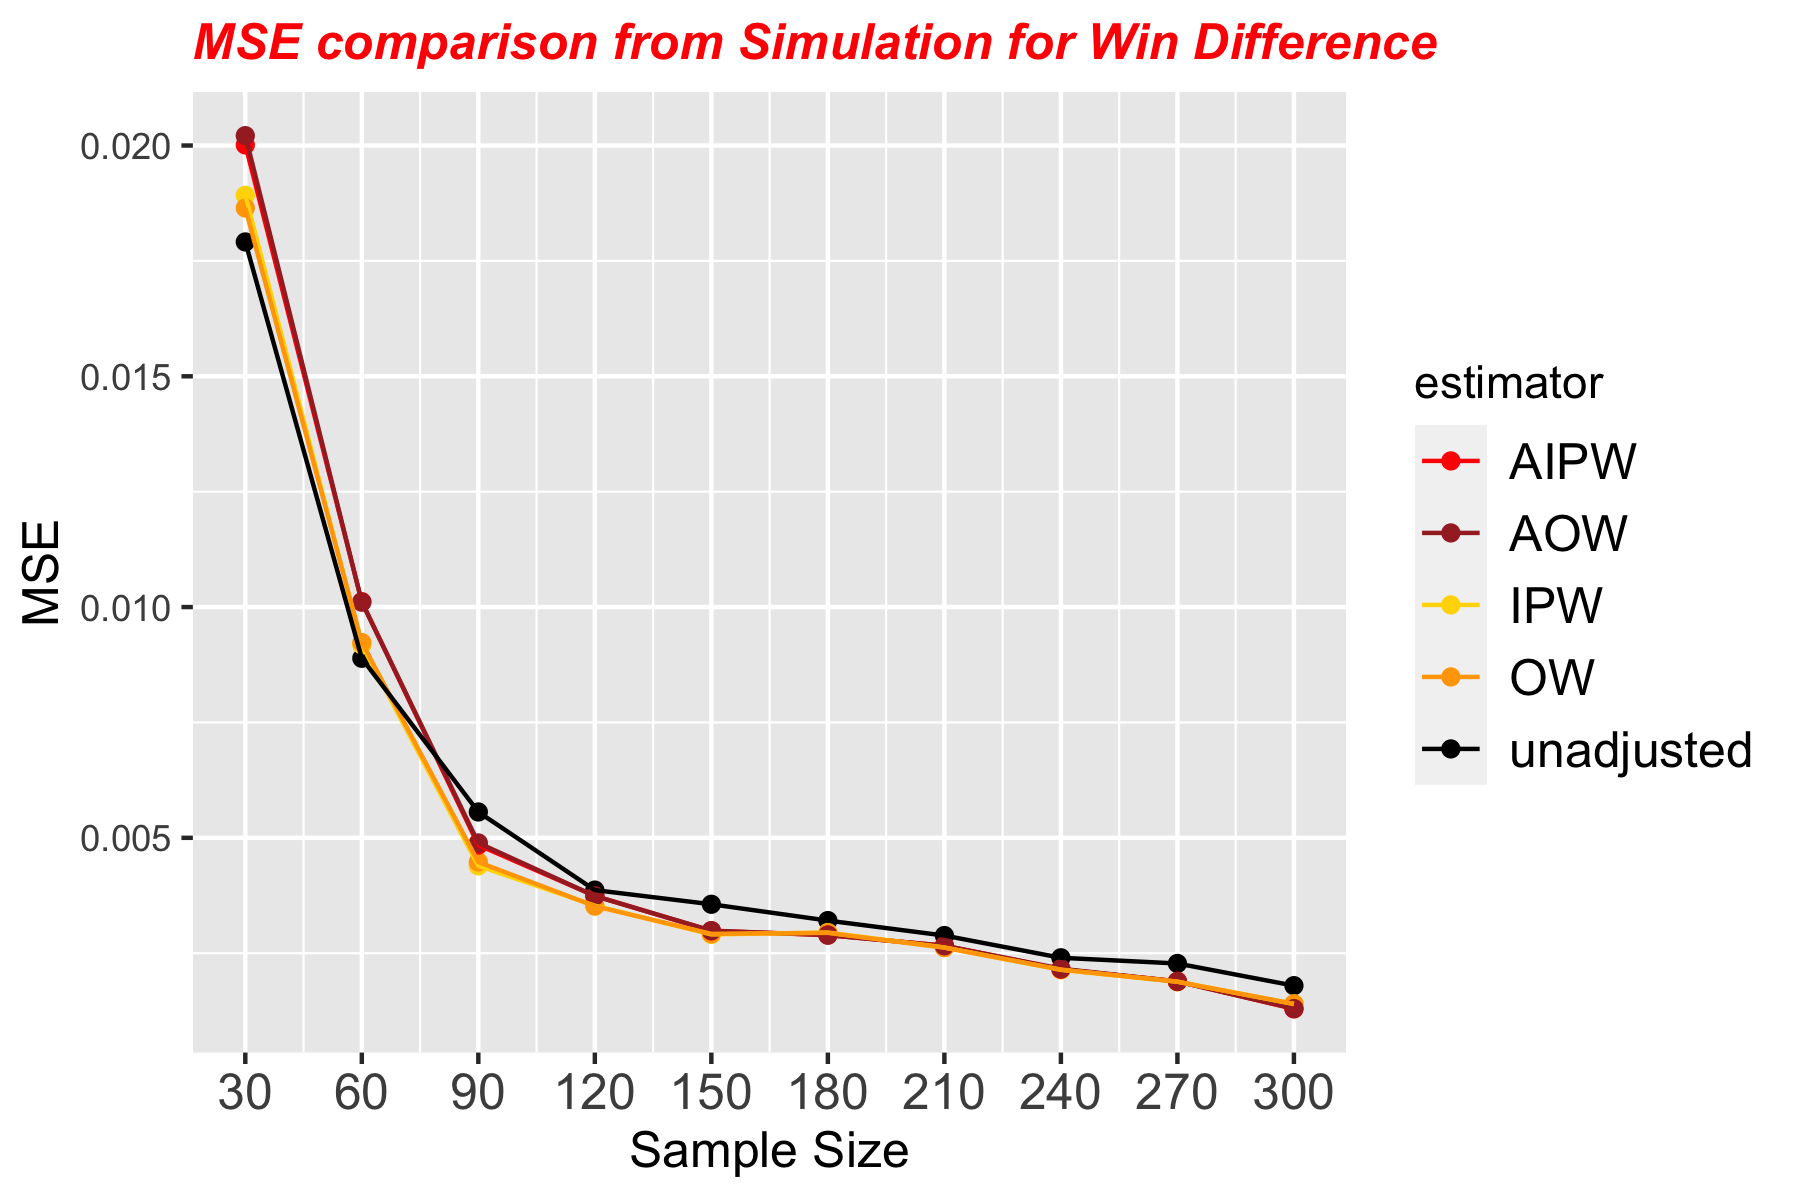 MSE comparison from Simulation for Win Difference
0.020
0.015
0.010
0.005
MSE
30 60 90 120 150 180 210 240 270 300
Sample Size
estimator
AIPW
AOW
IPW
OW
unadjusted